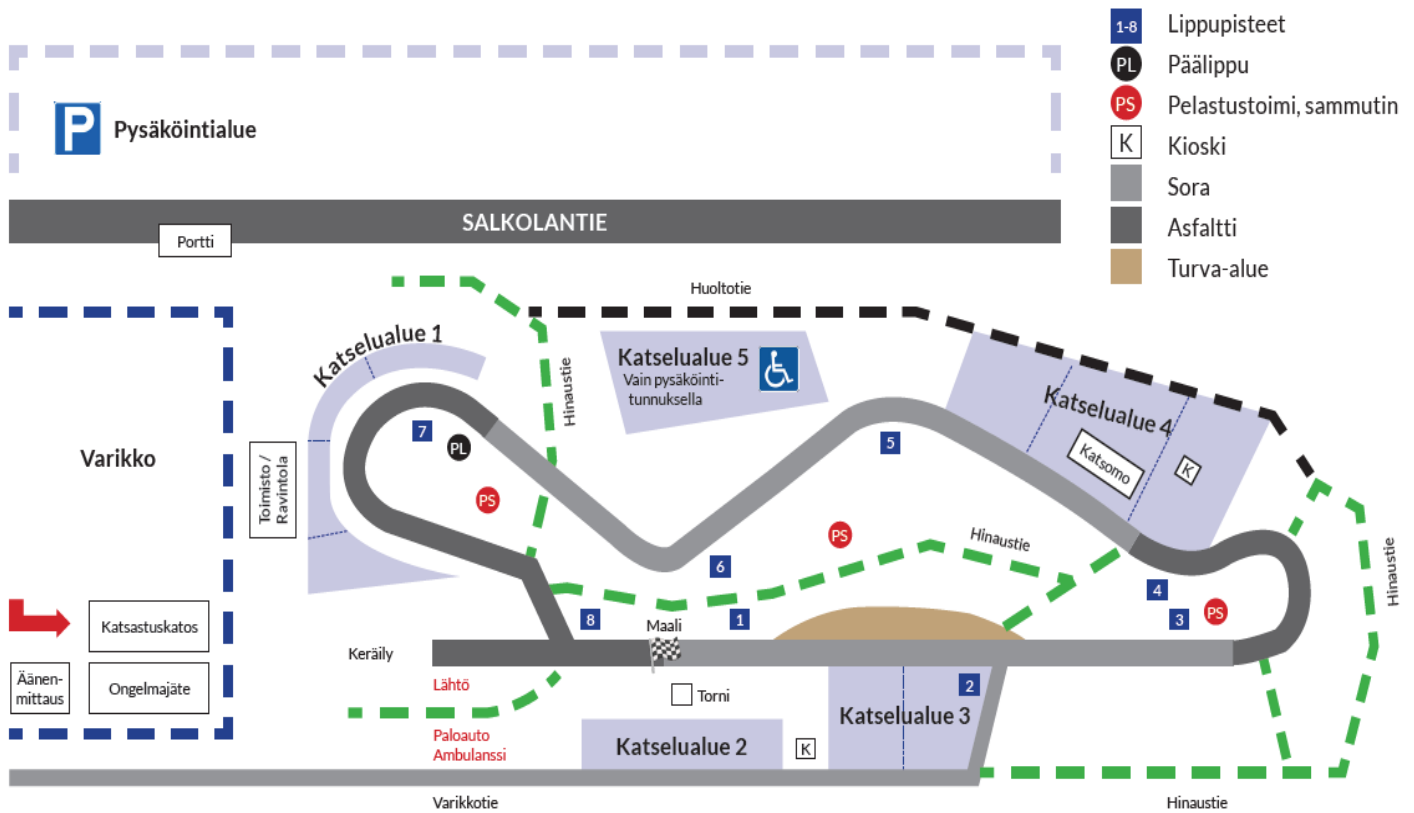 1-8 Lippupisteet
PL Päälippu
PS Pelastustoimi, sammutin
K Kioski
Sora
Asfaltti
Turva-alue
P Pysäköintialue
SALKOLANTIE
Portti
Huoltotie
Katselualue 1
Hinaustie
Katselualue 5
Vain pysäköinti-
tunnuksella
Katselualue 4
Katsomo
K
7
PL
5
Varikko
Toimisto /
Ravintola
PS
PS
Hinaustie
Hinaustie
6
4
3
PS
8
1
Maali
Katsastuskatos
Keräily
Äänen-
mittaus
Ongelmajäte
Lähtö
Torni
2
Katselualue 3
Paloauto
Ambulanssi
Katselualue 2
K
Varikkotie
Hinaustie